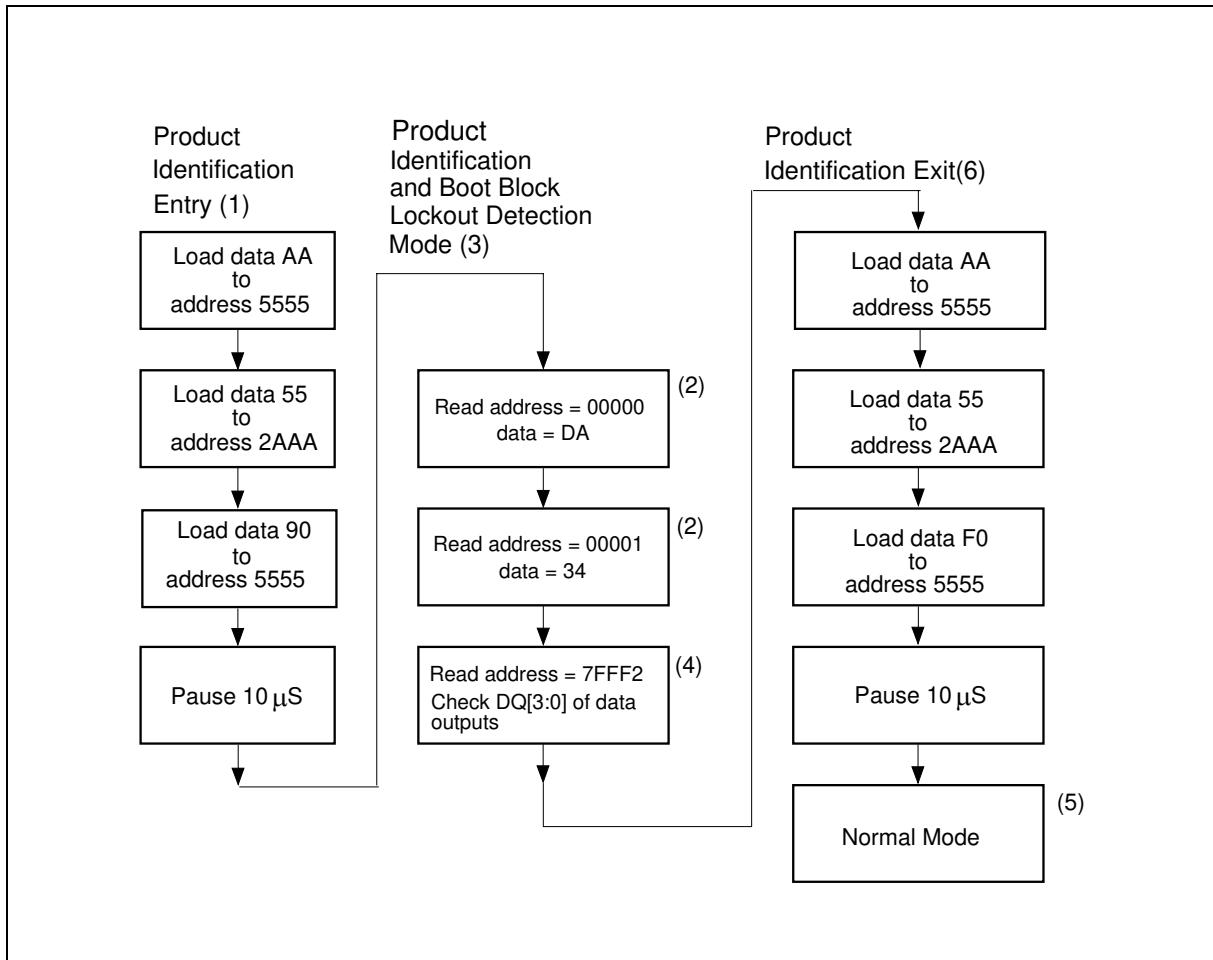 Product
Identification
Entry (1)
Load data AA
to
address 5555
Load data 55
to
address 2AAA
Load data 90
to
address 5555
Pause 10 μS
Product
Identification
and Boot Block
Lockout Detection
Mode (3)
Read address = 00000
data = DA
(2)
Read address = 00001
data = 34
(2)
Read address = 7FFF2
Check DQ[3:0] of data
outputs
(4)
Product
Identification Exit(6)
Load data AA
to
address 5555
Load data 55
to
address 2AAA
Load data F0
to
address 5555
Pause 10 μS
Normal Mode
(5)